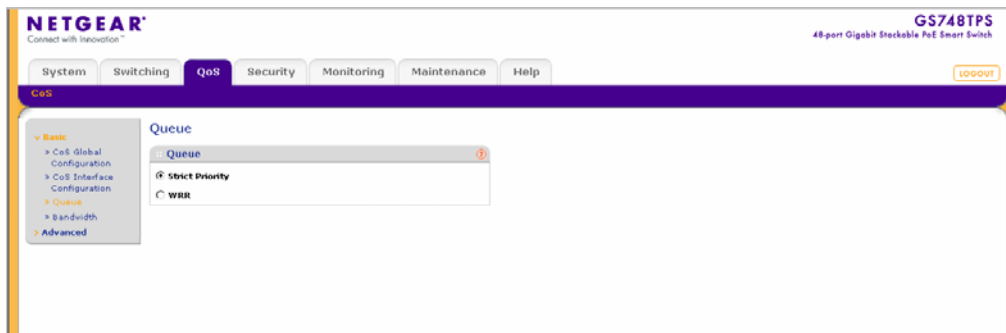 NETGEAR®
Connect with Innovation™
GS748TPS
48-port Gigabit Stackable PoE Smart Switch
System Switching QoS Security Monitoring Maintenance Help
LOGOUT
CoS
Basic
» CoS Global
Configuration
» CoS Interface
Configuration
» Queue
» Bandwidth
> Advanced
Queue
Queue ?
Strict Priority
WRR